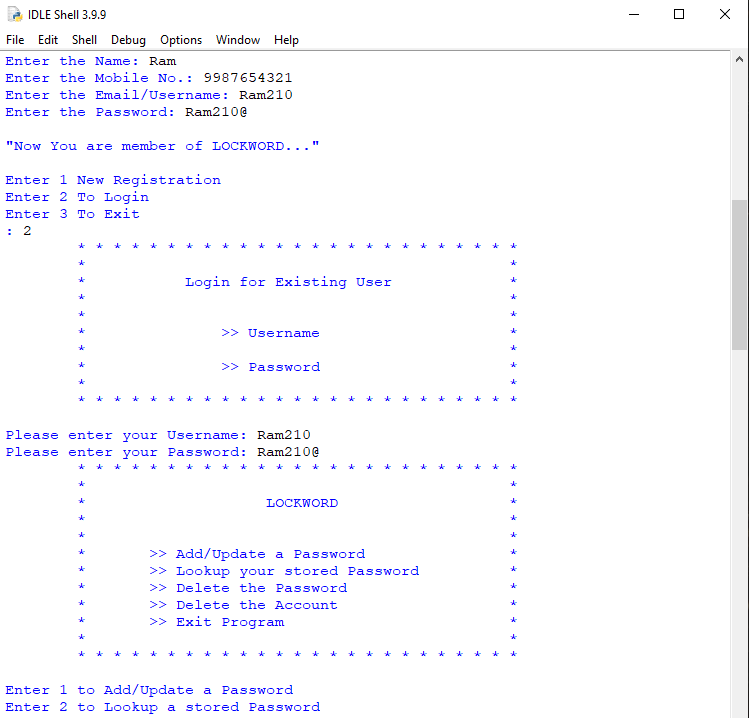 IDLE Shell 3.9.9
File Edit Shell Debug Options Window Help
Enter the Name: Ram
Enter the Mobile No.: 9987654321
Enter the Email/Username: Ram210
Enter the Password: Ram210@
"Now You are member of LOCKWORD..."
Enter 1 New Registration
Enter 2 To Login
Enter 3 To Exit
: 2
* * * * * * * * * * * * * * * * * * * * * * * * *
* *
* Login for Existing User *
* *
* *
* >> Username *
* *
* >> Password *
* *
* * * * * * * * * * * * * * * * * * * * * * * * *
Please enter your Username: Ram210
Please enter your Password: Ram210@
* * * * * * * * * * * * * * * * * * * * * * * * *
* *
* LOCKWORD *
* *
* *
* >> Add/Update a Password *
* >> Lookup your stored Password *
* >> Delete the Password *
* >> Delete the Account *
* >> Exit Program *
* *
* * * * * * * * * * * * * * * * * * * * * * * * *
Enter 1 to Add/Update a Password
Enter 2 to Lookup a stored Password